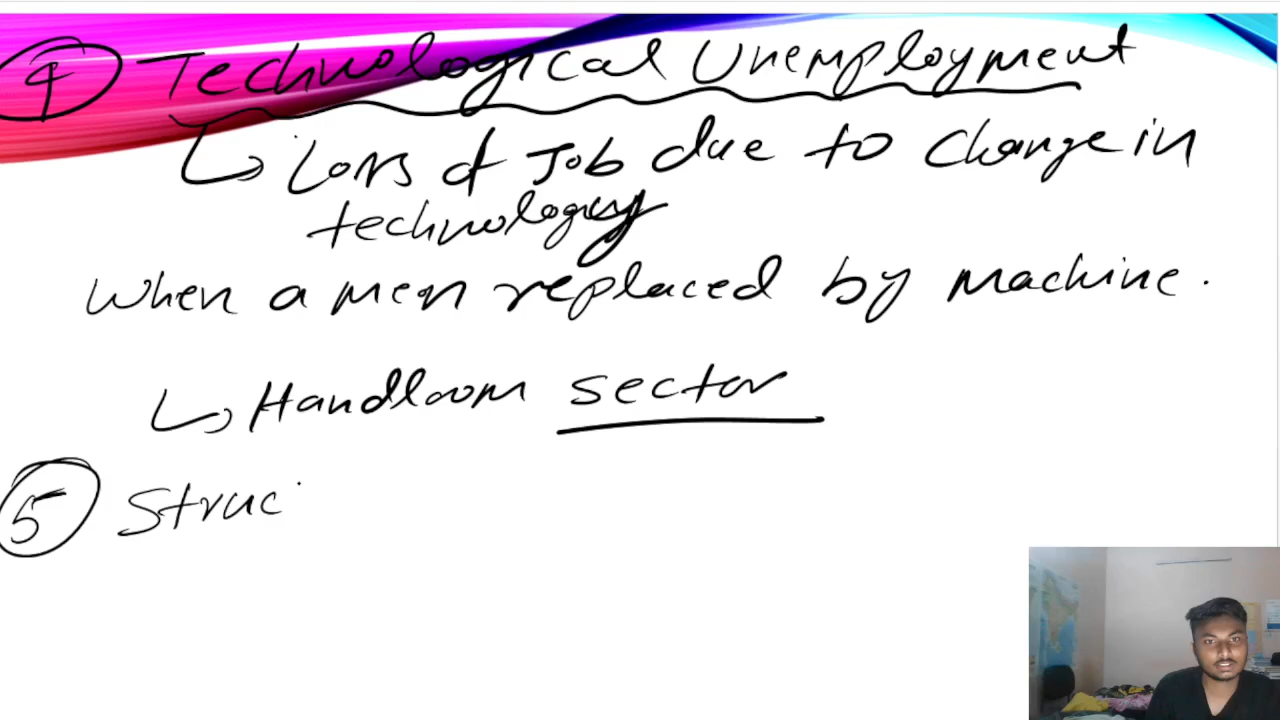 4 Technological Unemployment
Loss of Job due to change in
technology
When a men replaced by machine.
Handloom sector
5 Struc